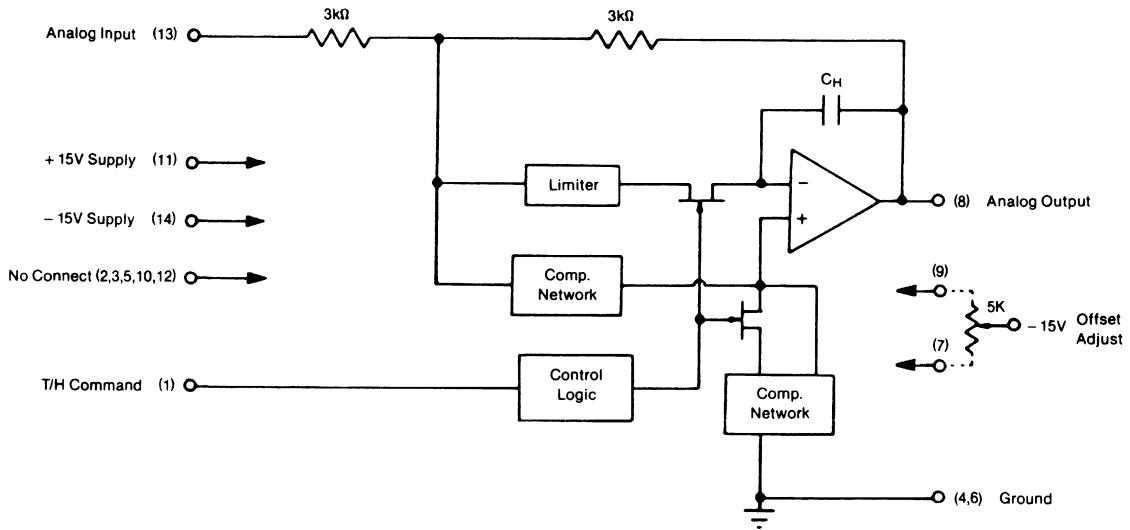 3kΩ
3kΩ
Analog Input (13)
CH
+ 15V Supply (11)
Limiter
−
− 15V Supply (14)
+
(8) Analog Output
No Connect (2,3,5,10,12)
Comp.
Network
(9)
5K
− 15V
Offset
Adjust
(7)
T/H Command (1)
Control
Logic
Comp.
Network
(4,6) Ground